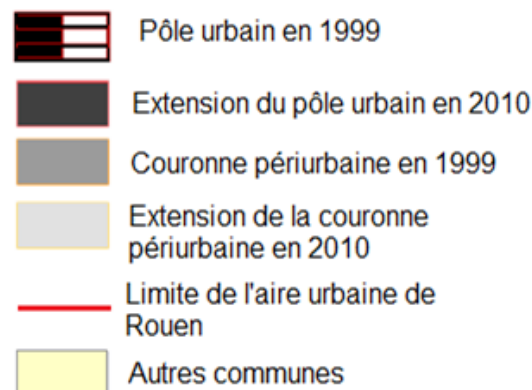 Pôle urbain en 1999
Extension du pôle urbain en 2010
Couronne périurbaine en 1999
Extension de la couronne
périurbaine en 2010
Limite de l'aire urbaine de
Rouen
Autres communes